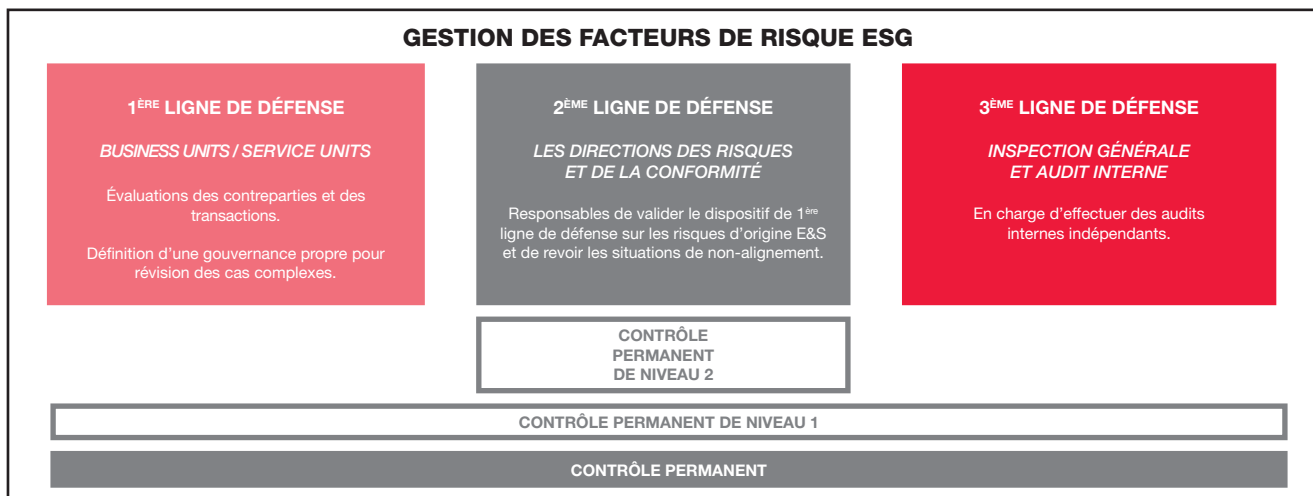 GESTION DES FACTEURS DE RISQUE ESG
1ÈRE LIGNE DE DÉFENSE
BUSINESS UNITS / SERVICE UNITS
Évaluations des contreparties et des
transactions.
Définition d'une gouvernance propre pour
révision des cas complexes.
2ÈME LIGNE DE DÉFENSE
LES DIRECTIONS DES RISQUES
ET DE LA CONFORMITÉ
Responsables de valider le dispositif de 1ère
ligne de défense sur les risques d'origine E&S
et de revoir les situations de non-alignement.
3ÈME LIGNE DE DÉFENSE
INSPECTION GÉNÉRALE
ET AUDIT INTERNE
En charge d'effectuer des audits
internes indépendants.
CONTRÔLE
PERMANENT
DE NIVEAU 2
CONTRÔLE PERMANENT DE NIVEAU 1
CONTRÔLE PERMANENT